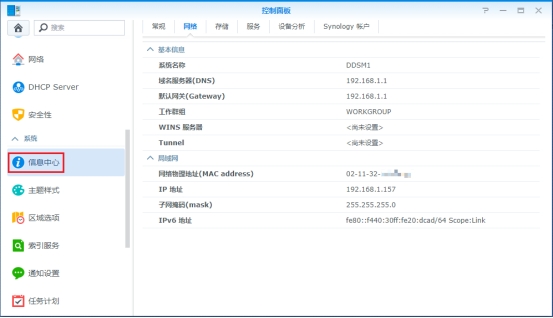 控制面板
搜索
网络
DHCP Server
安全性
系统
信息中心
主题样式
区域选项
索引服务
通知设置
任务计划
常规 网络 存储 服务 设备分析 Synology 帐户
基本信息
系统名称 DDSM1
域名服务器(DNS) 192.168.1.1
默认网关(Gateway) 192.168.1.1
工作群组 WORKGROUP
WINS 服务器 <尚未设置>
Tunnel <尚未设置>
局域网
网络物理地址(MAC address) 02-11-32-
IP 地址 192.168.1.157
子网掩码(mask) 255.255.255.0
IPv6 地址 fe80::f440:30ff:fe20:dcad/64 Scope:Link